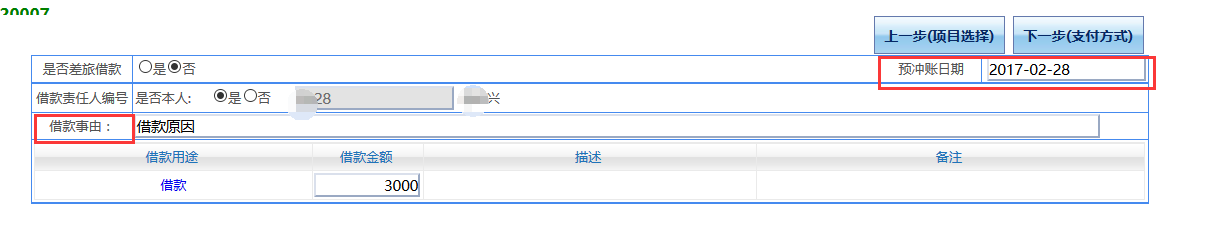 上一步(项目选择) 下一步(支付方式)
是否差旅借款 是 否 预冲账日期 2017-02-28
借款责任人编号 是否本人: 是 否 28 兴
借款事由： 借款原因
借款用途 借款金额 描述 备注
借款 3000